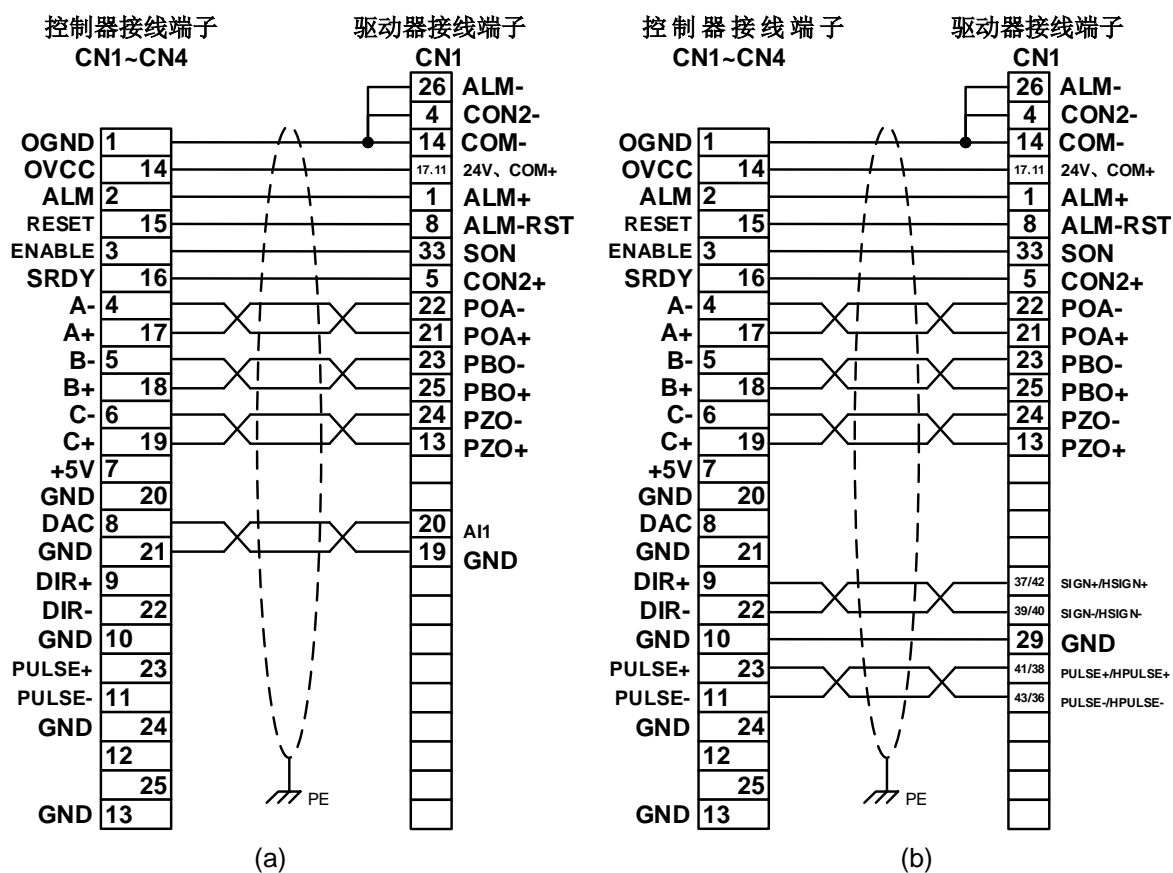 控制器接线端子 驱动器接线端子
CN1~CN4 CN1
26 ALM-
4 CON2-
OGND 1 14 COM-
OVCC 14 17.11 24V、COM+
ALM 2 1 ALM+
RESET 15 8 ALM-RST
ENABLE 3 33 SON
SRDY 16 5 CON2+
A- 4 22 POA-
A+ 17 21 POA+
B- 5 23 PBO-
B+ 18 25 PBO+
C- 6 24 PZO-
C+ 19 13 PZO+
+5V 7
GND 20
DAC 8 20 AI1
GND 21 19 GND
DIR+ 9
DIR- 22
GND 10
PULSE+ 23
PULSE- 11
GND 24
12
25
GND 13
PE
(a)
控制器接线端子 驱动器接线端子
CN1~CN4 CN1
26 ALM-
4 CON2-
OGND 1 14 COM-
OVCC 14 17.11 24V、COM+
ALM 2 1 ALM+
RESET 15 8 ALM-RST
ENABLE 3 33 SON
SRDY 16 5 CON2+
A- 4 22 POA-
A+ 17 21 POA+
B- 5 23 PBO-
B+ 18 25 PBO+
C- 6 24 PZO-
C+ 19 13 PZO+
+5V 7
GND 20
DAC 8
GND 21
DIR+ 9 37/42 SIGN+/HSIGN+
DIR- 22 39/40 SIGN-/HSIGN-
GND 10 29 GND
PULSE+ 23 41/38 PULSE+/HPULSE+
PULSE- 11 43/36 PULSE-/HPULSE-
GND 24
12
25
GND 13
PE
(b)